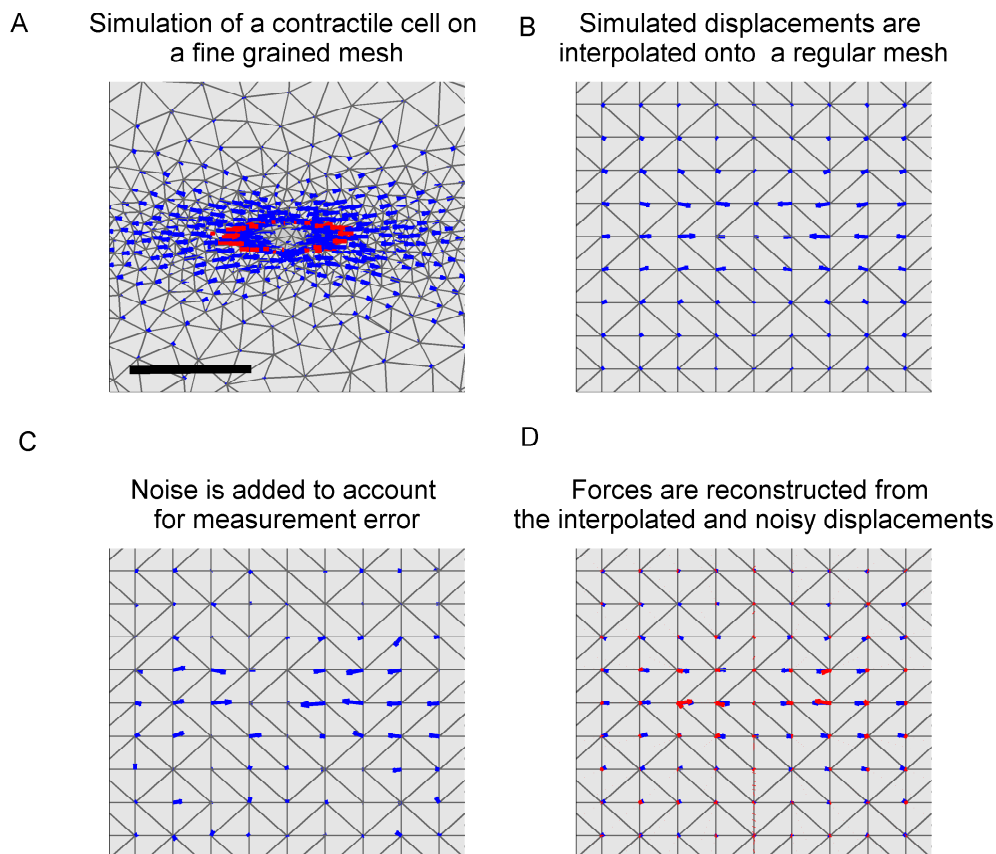 A
Simulation of a contractile cell on
a fine grained mesh
B
Simulated displacements are
interpolated onto a regular mesh
C
Noise is added to account
for measurement error
D
Forces are reconstructed from
the interpolated and noisy displacements